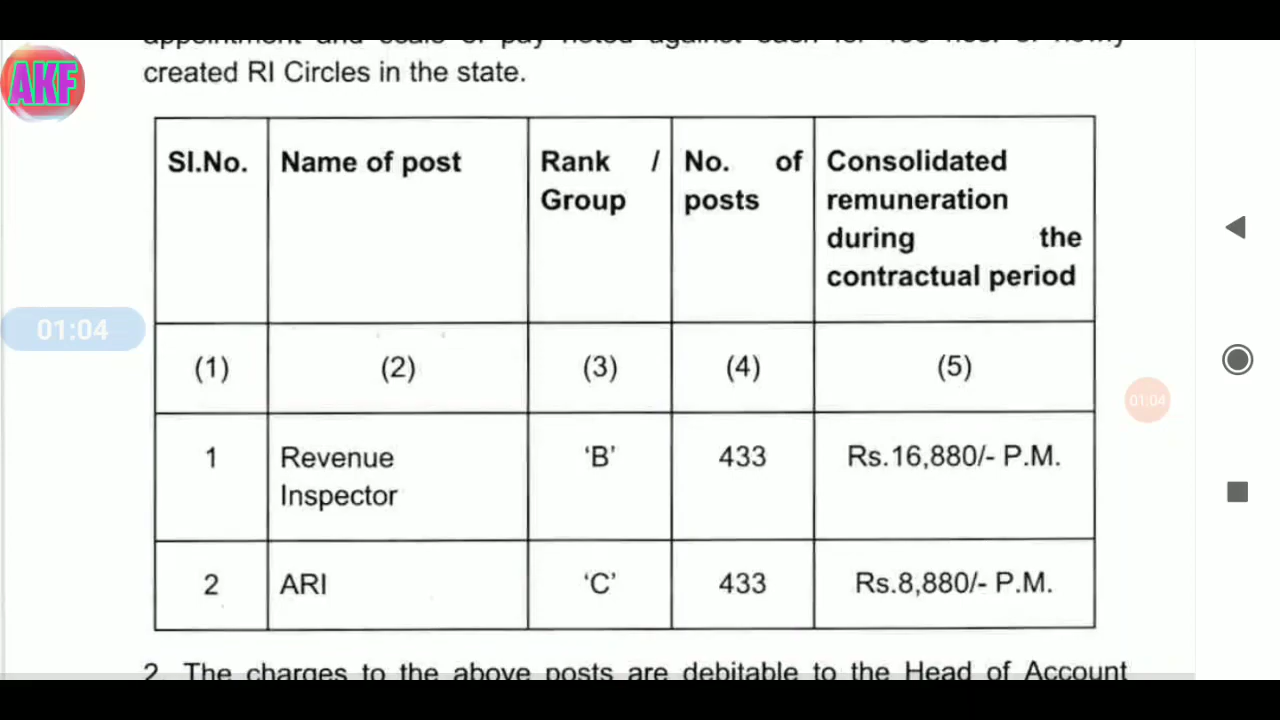 AKF
created RI Circles in the state.
Sl.No. Name of post Rank / Group No. of posts Consolidated remuneration during the contractual period
(1) (2) (3) (4) (5)
1 Revenue Inspector ‘B’ 433 Rs.16,880/- P.M.
2 ARI ‘C’ 433 Rs.8,880/- P.M.
2. The charges to the above posts are debitable to the Head of Account
01:04
01:04